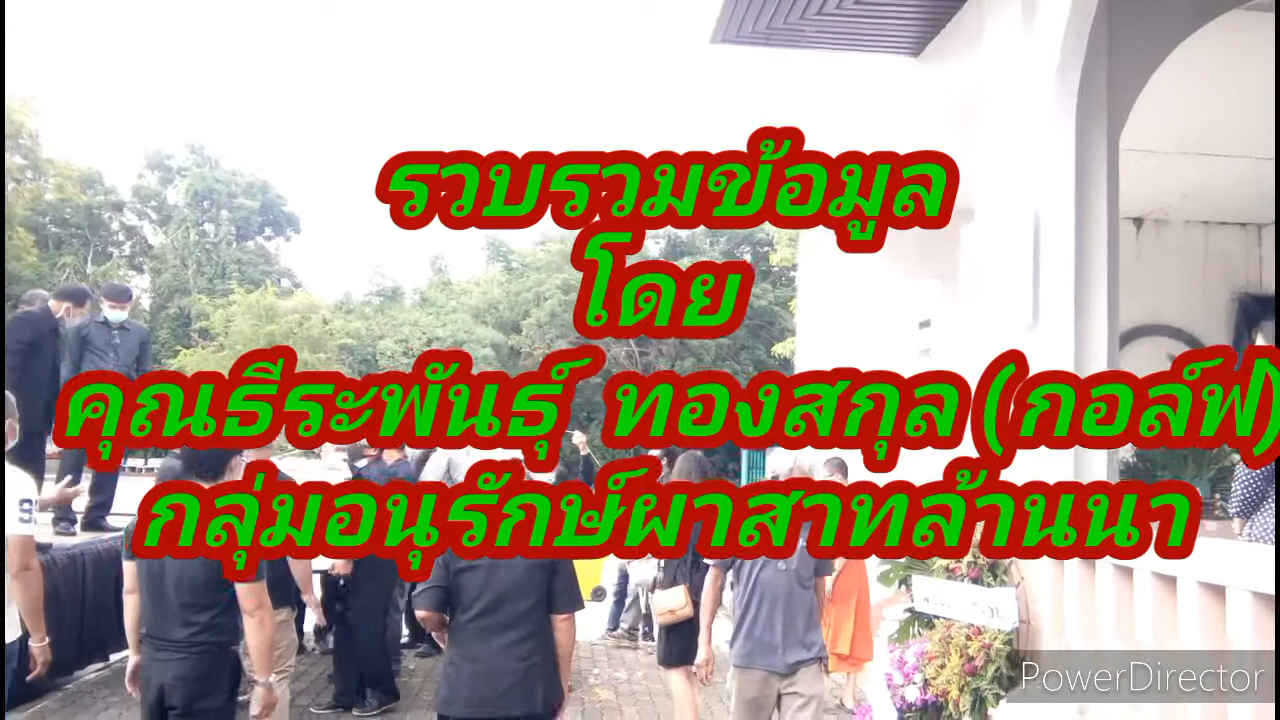 รวบรวมข้อมูล
โดย
คุณธีระพันธุ์ ทองสกุล(กอล์ฟ)
กลุ่มอนุรักษ์ผาสาทล้านนา
9
PowerDirector